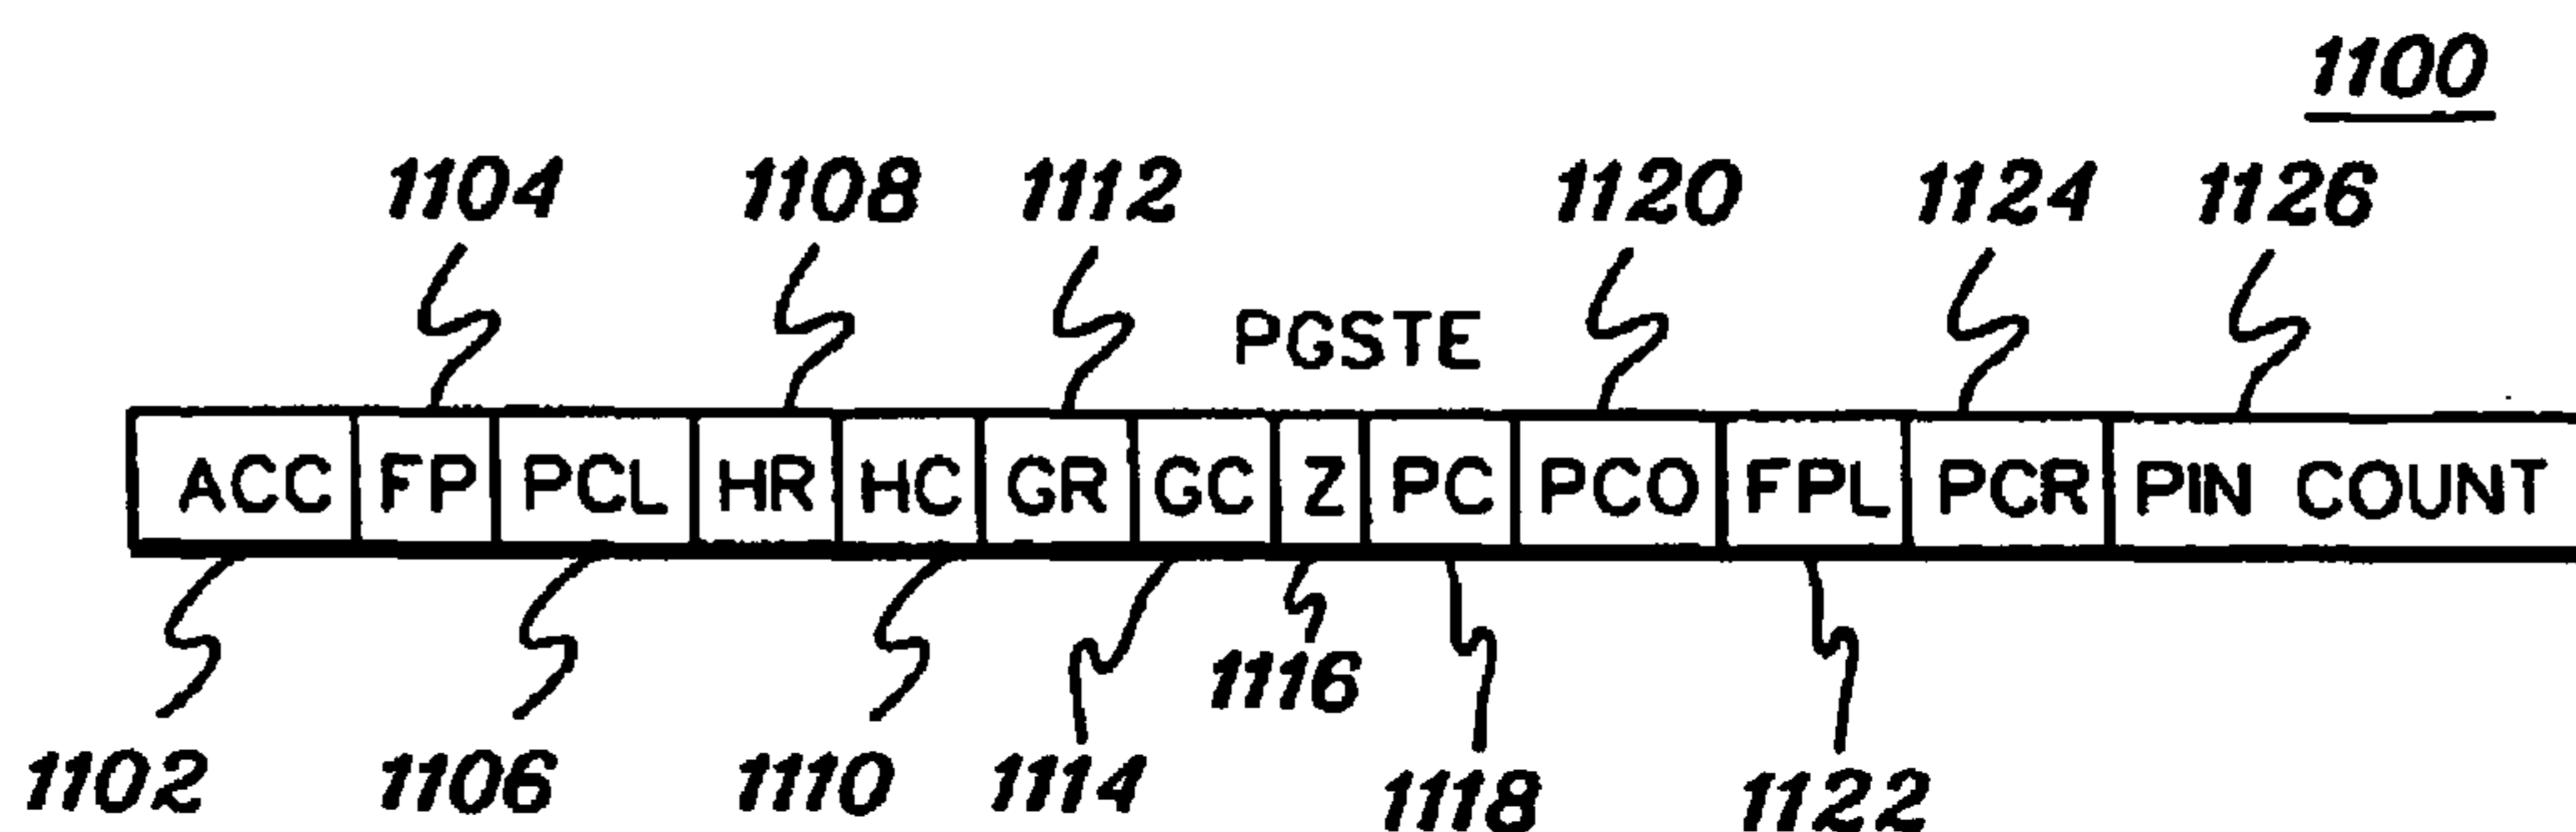 1100
1104 1108 1112 1120 1124 1126
PGSTE
ACC FP PCL HR HC GR GC Z PC PCO FPL PCR PIN COUNT
1116
1102 1106 1110 1114 1118 1122